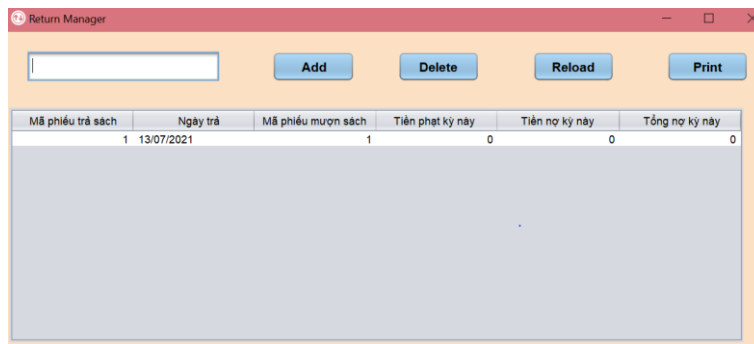 Return Manager
Add Delete Reload Print
Mã phiếu trả sách Ngày trả Mã phiếu mượn sách Tiền phạt kỳ này Tiền nợ kỳ này Tổng nợ kỳ này
1 13/07/2021 1 0 0 0